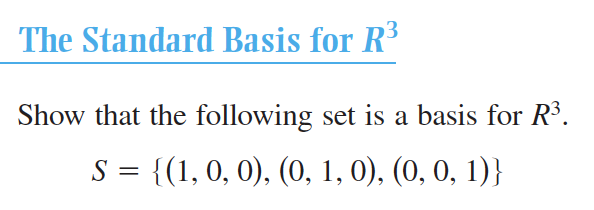 The Standard Basis for R³
Show that the following set is a basis for R³.
S = {(1, 0, 0), (0, 1, 0), (0, 0, 1)}